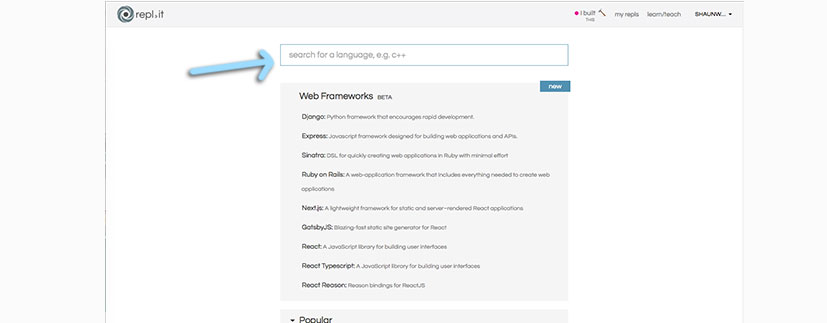 repl.it
I built
THIS
my repls
learn/teach
SHAUNW...
search for a language, e.g. c++
new
Web Frameworks BETA
Django: Python framework that encourages rapid development.
Express: Javascript framework designed for building web applications and APIs.
Sinatra: DSL for quickly creating web applications in Ruby with minimal effort
Ruby on Rails: A web-application framework that includes everything needed to create web
applications
Next.js: A lightweight framework for static and server-rendered React applications
GatsbyJS: Blazing-fast static site generator for React
React: A JavaScript library for building user interfaces
React Typescript: A JavaScript library for building user interfaces
React Reason: Reason bindings for ReactJS
Popular